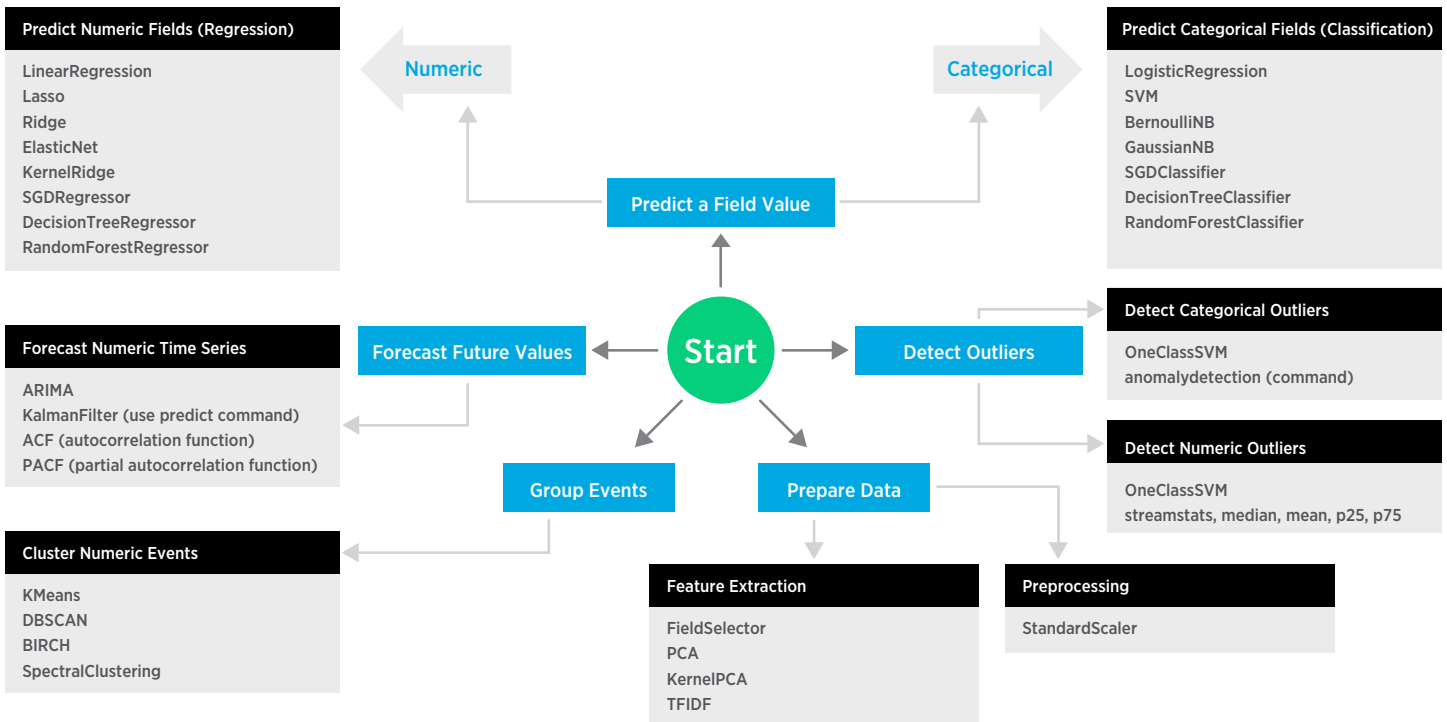 Predict Numeric Fields (Regression)
LinearRegression
Lasso
Ridge
ElasticNet
KernelRidge
SGDRegressor
DecisionTreeRegressor
RandomForestRegressor
Numeric
Categorical
Predict Categorical Fields (Classification)
LogisticRegression
SVM
BernoulliNB
GaussianNB
SGDClassifier
DecisionTreeClassifier
RandomForestClassifier
Predict a Field Value
Forecast Numeric Time Series
ARIMA
KalmanFilter (use predict command)
ACF (autocorrelation function)
PACF (partial autocorrelation function)
Forecast Future Values
Start
Detect Outliers
Detect Categorical Outliers
OneClassSVM
anomalydetection (command)
Detect Numeric Outliers
OneClassSVM
streamstats, median, mean, p25, p75
Group Events
Prepare Data
Cluster Numeric Events
KMeans
DBSCAN
BIRCH
SpectralClustering
Feature Extraction
FieldSelector
PCA
KernelPCA
TFIDF
Preprocessing
StandardScaler